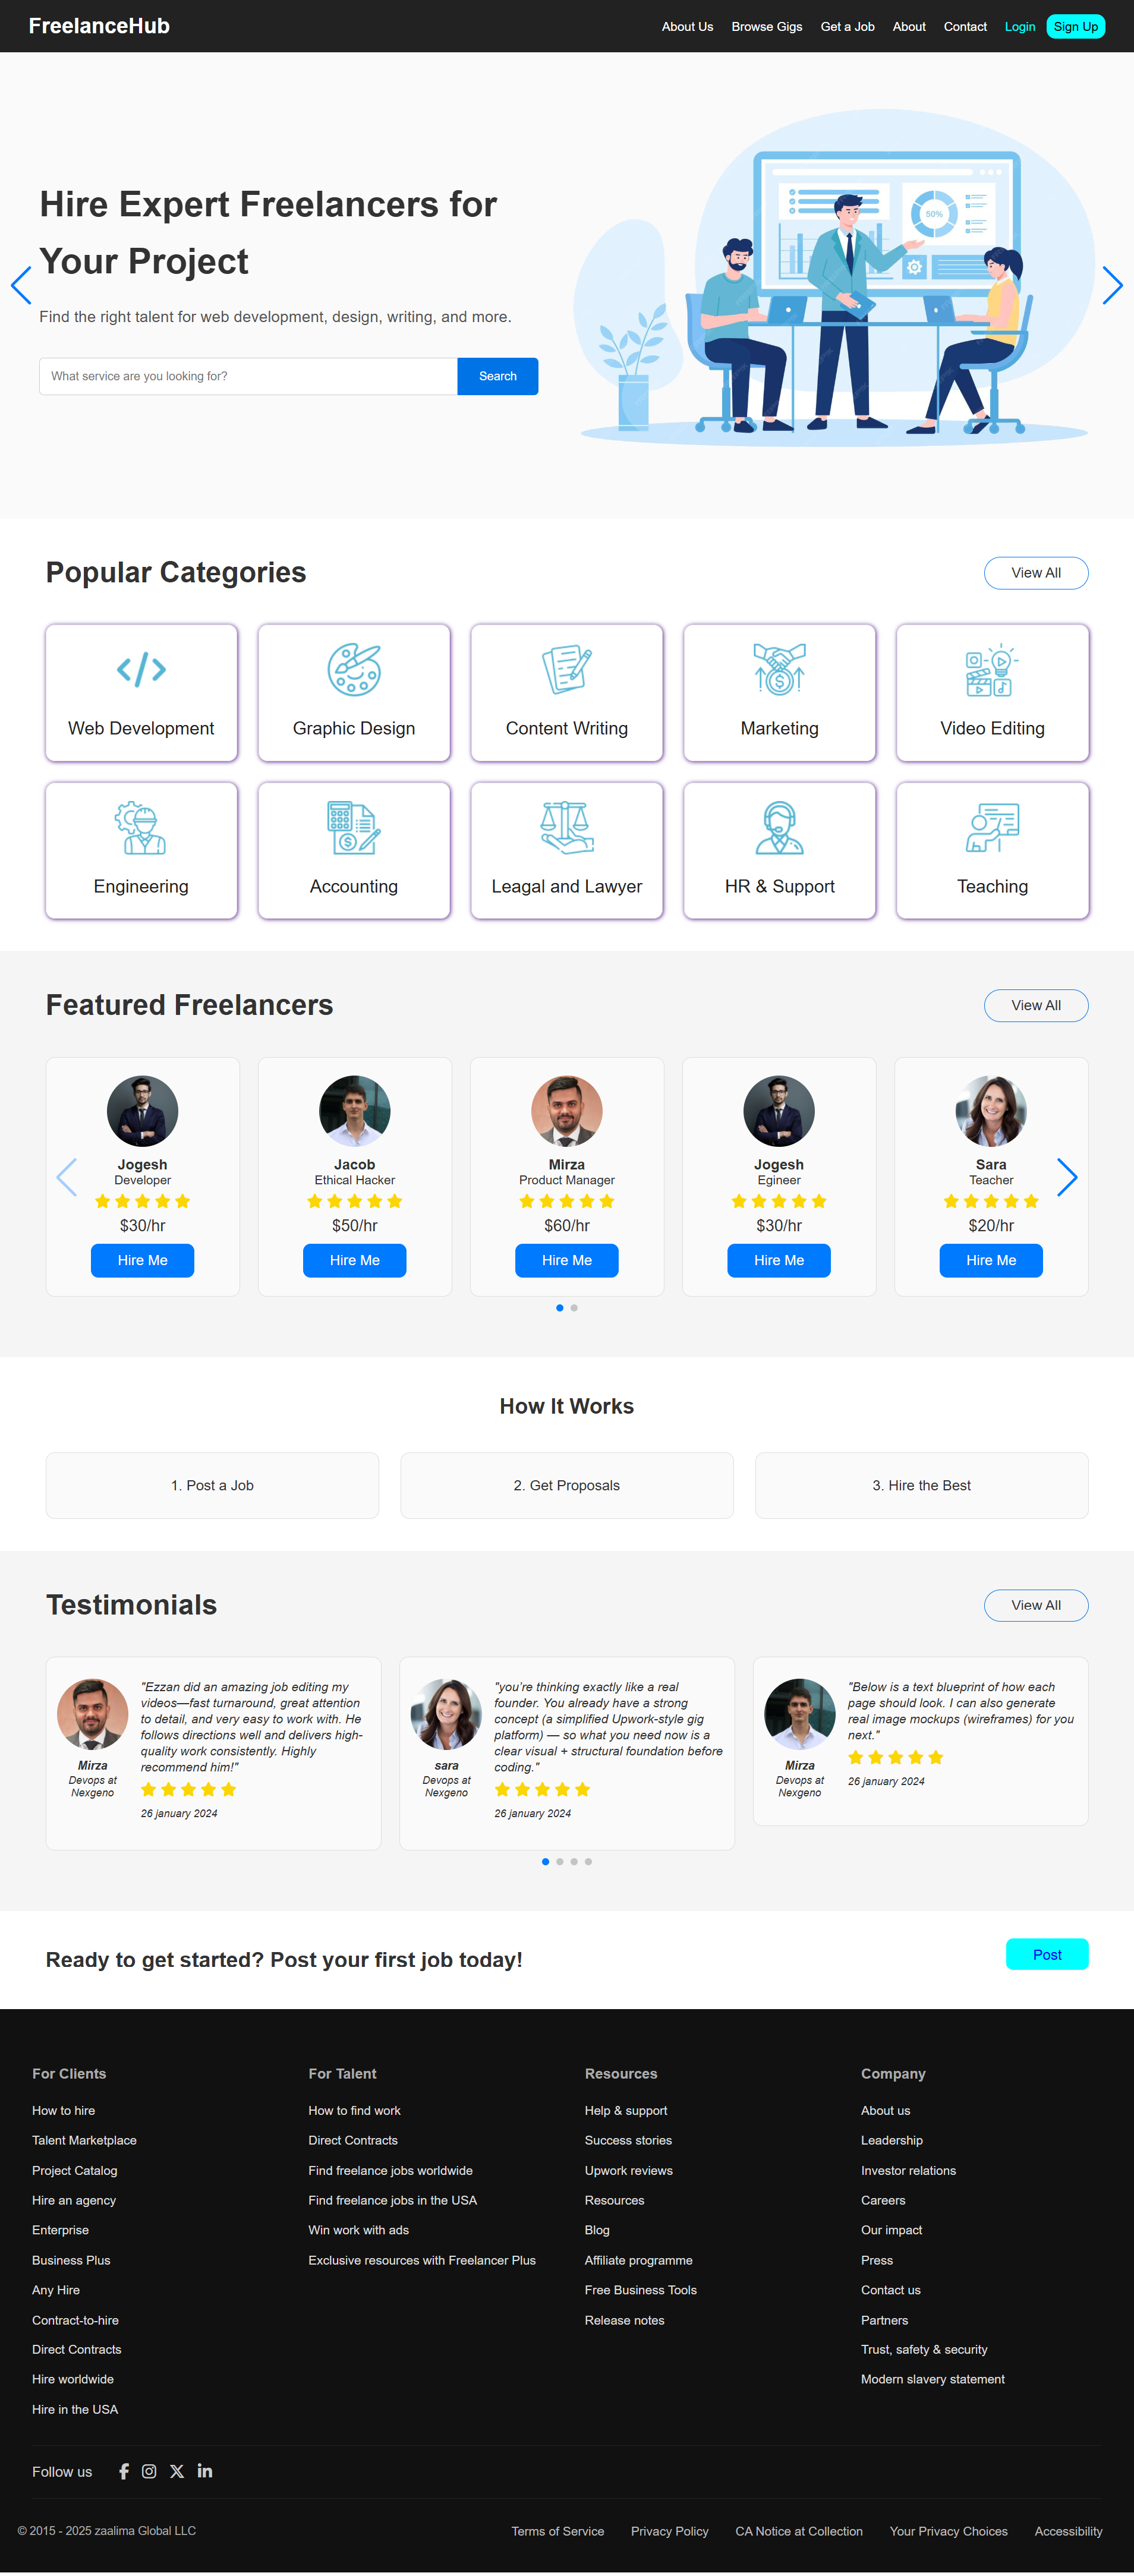 FreelanceHub
About Us
Browse Gigs
Get a Job
About
Contact
Login
Sign Up
Hire Expert Freelancers for
Your Project
Find the right talent for web development, design, writing, and more.
What service are you looking for?
Search
50%
Popular Categories
View All
Web Development
Graphic Design
Content Writing
Marketing
Video Editing
Engineering
Accounting
Leagal and Lawyer
HR & Support
Teaching
Featured Freelancers
View All
Jogesh
Developer
$30/hr
Hire Me
Jacob
Ethical Hacker
$50/hr
Hire Me
Mirza
Product Manager
$60/hr
Hire Me
Jogesh
Egineer
$30/hr
Hire Me
Sara
Teacher
$20/hr
Hire Me
How It Works
1. Post a Job
2. Get Proposals
3. Hire the Best
Testimonials
View All
Mirza
Devops at
Nexgeno
"Ezzan did an amazing job editing my
videos—fast turnaround, great attention
to detail, and very easy to work with. He
follows directions well and delivers high-
quality work consistently. Highly
recommend him!"
26 january 2024
sara
Devops at
Nexgeno
"you're thinking exactly like a real
founder. You already have a strong
concept (a simplified Upwork-style gig
platform) — so what you need now is a
clear visual + structural foundation before
coding."
26 january 2024
Mirza
Devops at
Nexgeno
"Below is a text blueprint of how each
page should look. I can also generate
real image mockups (wireframes) for you
next."
26 january 2024
Ready to get started? Post your first job today!
Post
For Clients
How to hire
Talent Marketplace
Project Catalog
Hire an agency
Enterprise
Business Plus
Any Hire
Contract-to-hire
Direct Contracts
Hire worldwide
Hire in the USA
For Talent
How to find work
Direct Contracts
Find freelance jobs worldwide
Find freelance jobs in the USA
Win work with ads
Exclusive resources with Freelancer Plus
Resources
Help & support
Success stories
Upwork reviews
Resources
Blog
Affiliate programme
Free Business Tools
Release notes
Company
About us
Leadership
Investor relations
Careers
Our impact
Press
Contact us
Partners
Trust, safety & security
Modern slavery statement
Follow us
© 2015 - 2025 zaalima Global LLC
Terms of Service
Privacy Policy
CA Notice at Collection
Your Privacy Choices
Accessibility